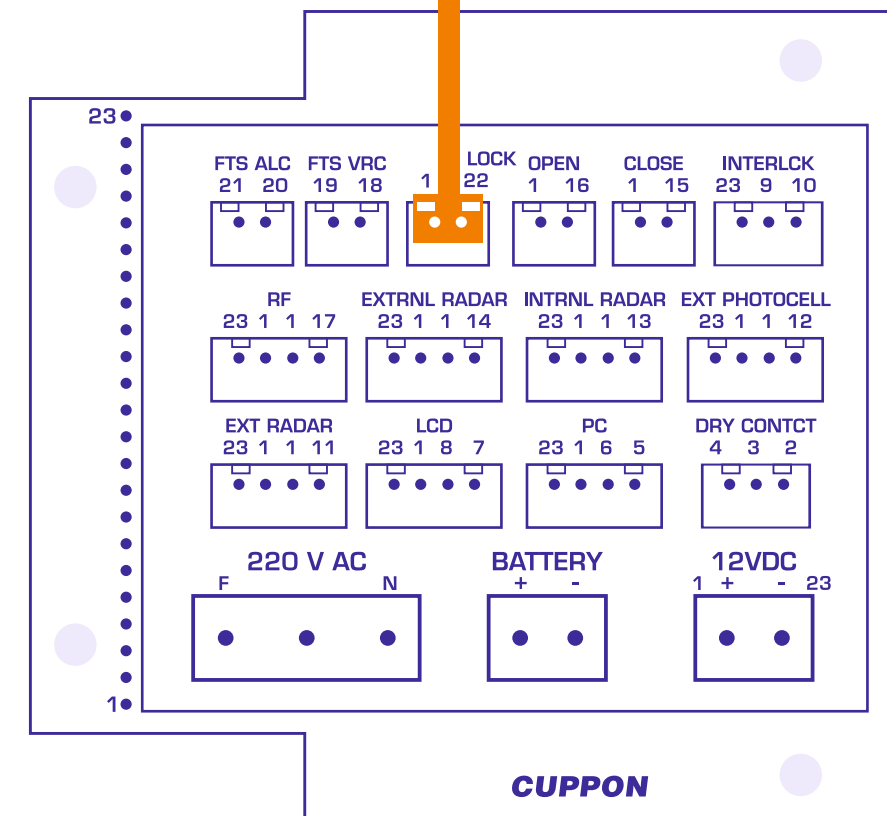 23
FTS ALC FTS VRC LOCK OPEN CLOSE INTERLCK
21 20 19 18 1 22 1 16 1 15 23 9 10
RF EXTRNL RADAR INTRNL RADAR EXT PHOTOCELL
23 1 1 17 23 1 1 14 23 1 1 13 23 1 1 12
EXT RADAR LCD PC DRY CONTCT
23 1 1 11 23 1 8 7 23 1 6 5 4 3 2
220 V AC BATTERY 12VDC
F N + - 1 + - 23
1
CUPPON